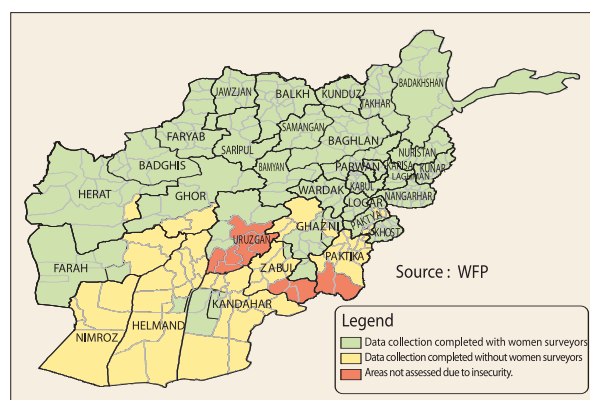 BADAKHSHAN
JAWZJAN
BALKH
KUNDUZ
TAKHAR
FARYAB
SAMANGAN
BAGHLAN
SARIPUL
BADGHIS
BAMYAN
PARWAN
NURISTAN
KAPISA
KUNAR
LAGHMAN
HERAT
GHOR
WARDAK
KABUL
NANGARHAR
LOGAR
PAKTYA
KHOST
URUZGAN
GHAZNI
FARAH
ZABUL
PAKTIKA
Source : WFP
KANDAHAR
HELMAND
NIMROZ
Legend
Data collection completed with women surveyors
Data collection completed without women surveyors
Areas not assessed due to insecurity.